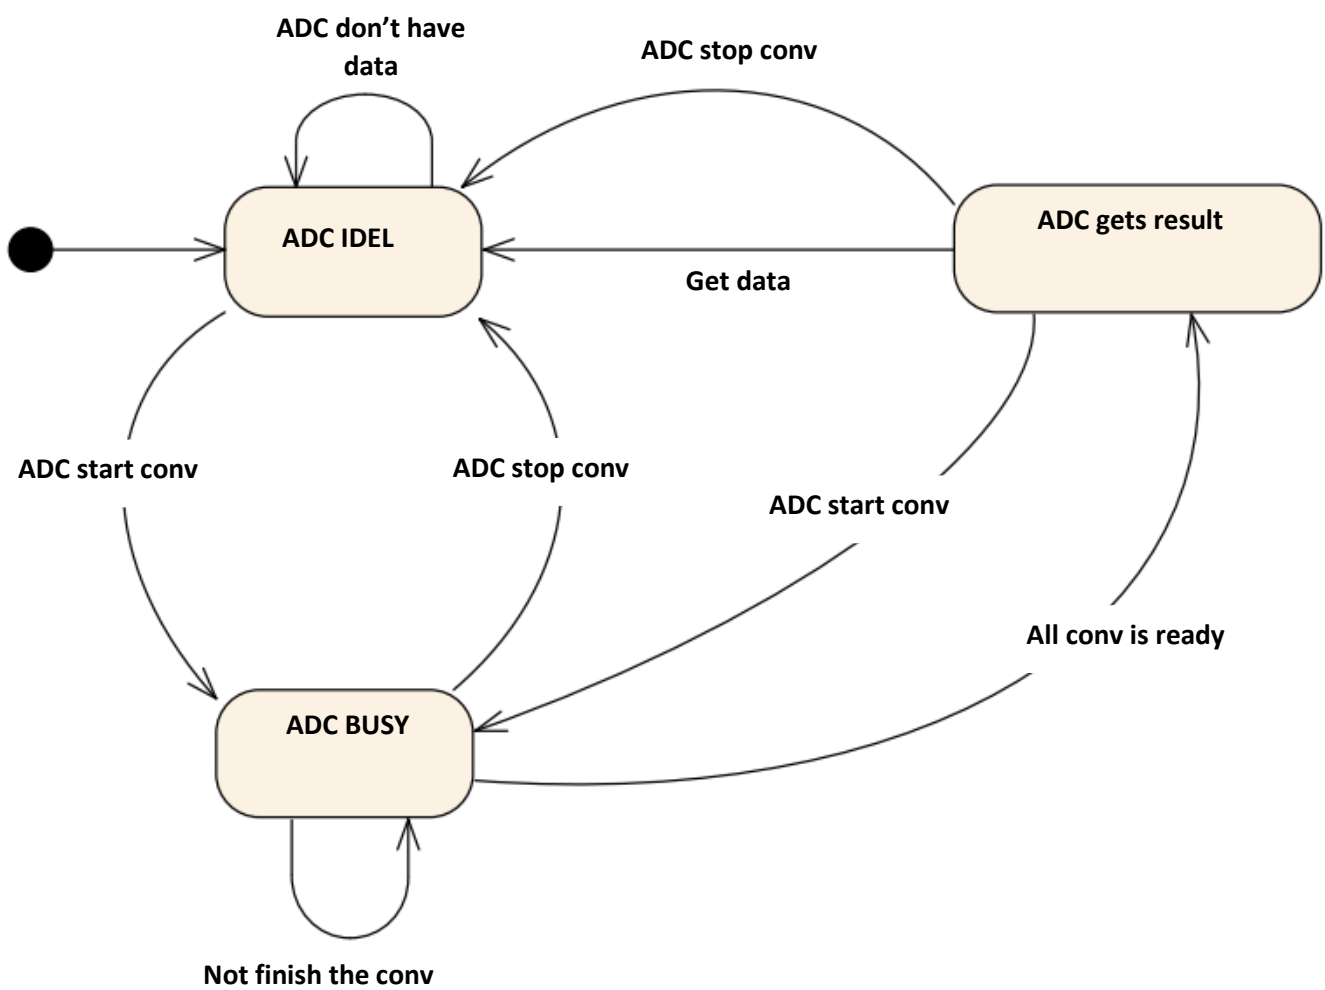 ADC don’t have
data
ADC stop conv
ADC IDEL
ADC gets result
Get data
ADC start conv
ADC stop conv
ADC start conv
All conv is ready
ADC BUSY
Not finish the conv